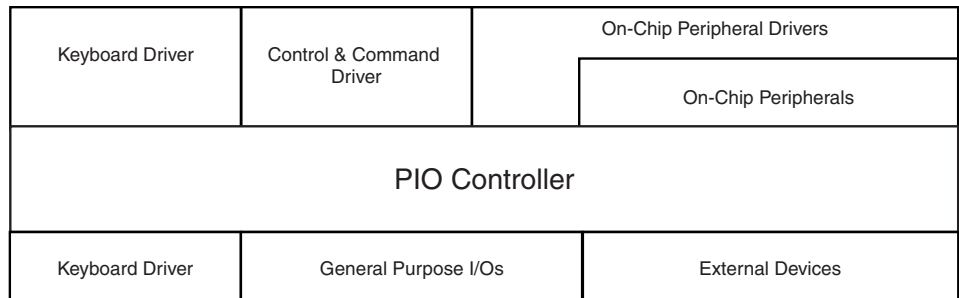 Keyboard Driver
Control & Command
Driver
On-Chip Peripheral Drivers
On-Chip Peripherals
PIO Controller
Keyboard Driver
General Purpose I/Os
External Devices